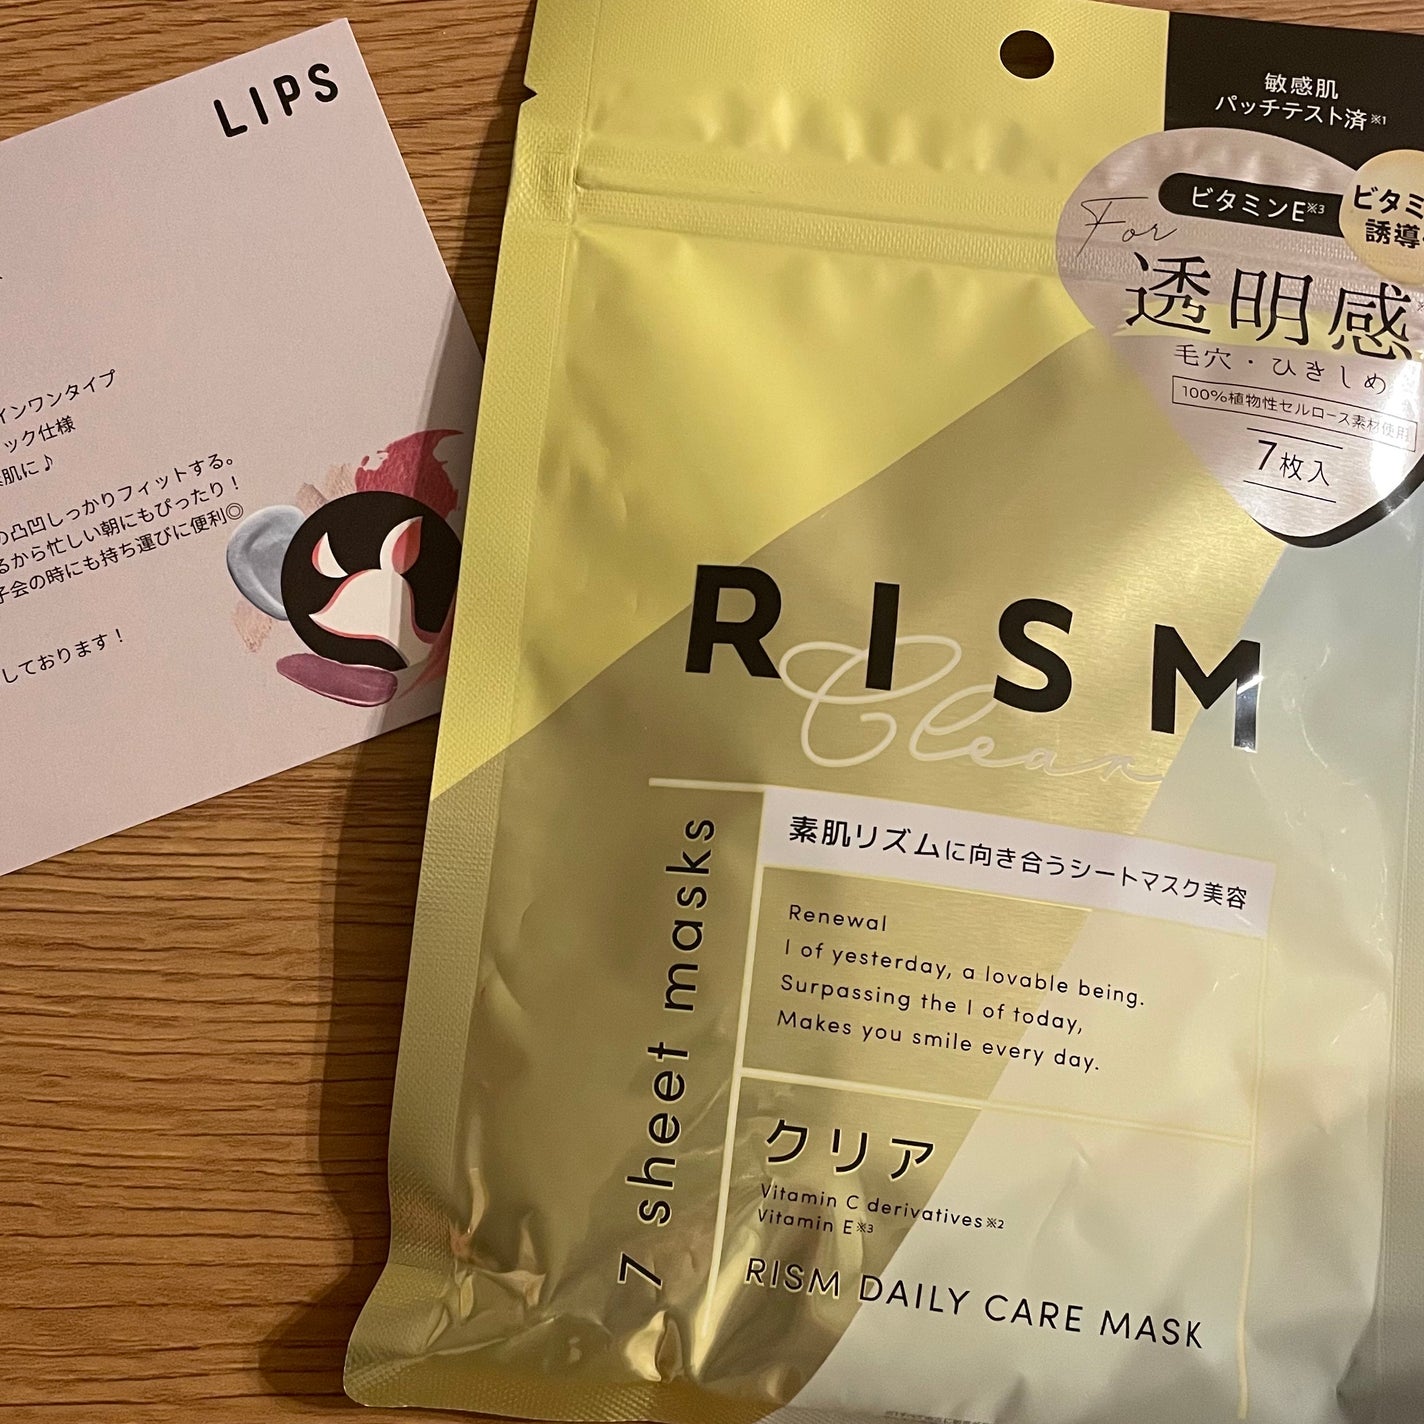 LIPS
インワンタイプ
ック仕様
肌に♪
の凸凹しっかりフィットする。
るから忙しい朝にもぴったり！
子会の時にも持ち運びに便利◎
しております！
敏感肌
パッチテスト済※1
ビタミンE※3
ビタミ
誘導
For
透明感
毛穴・ひきしめ
100%植物性セルロース素材使用
7枚入
RISM
Clear
素肌リズムに向き合うシートマスク美容
Renewal
I of yesterday, a lovable being.
Surpassing the I of today,
Makes you smile every day.
7 sheet masks
クリア
Vitamin C derivatives※2
Vitamin E※3
RISM DAILY CARE MASK